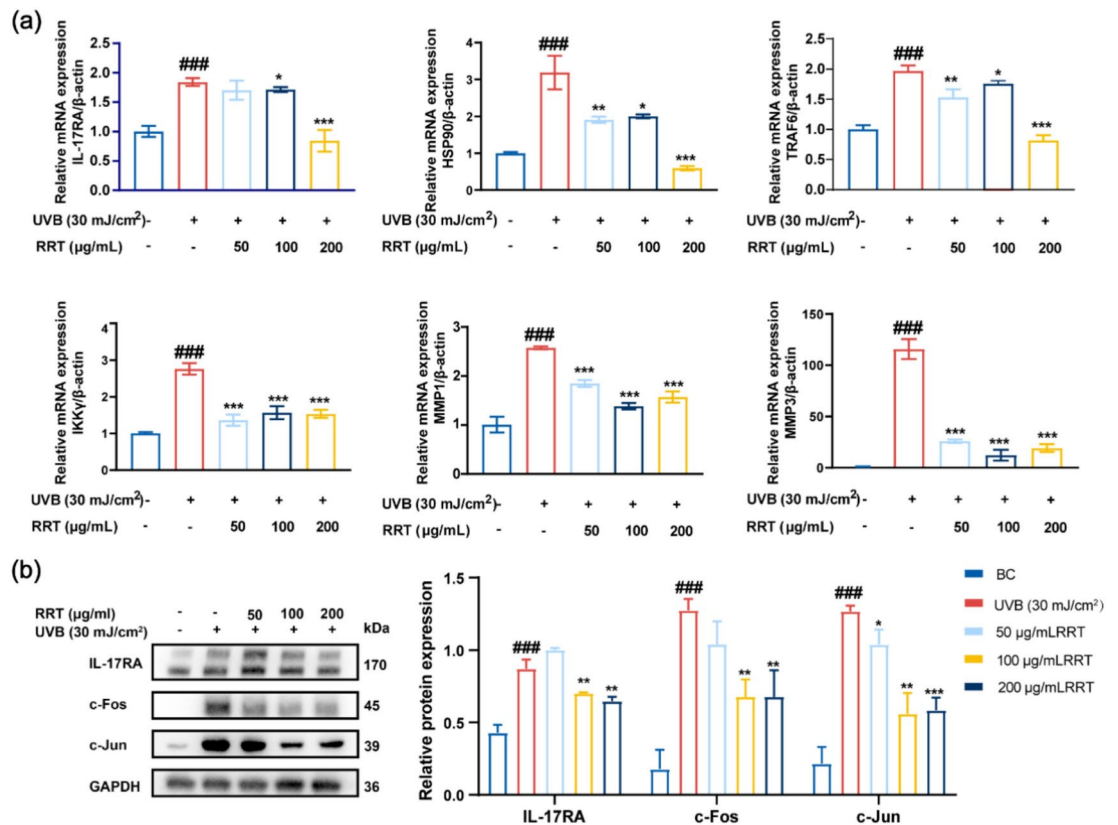 (a)
Relative mRNA expression
IL-17RA/β-actin
2.5
2.0
1.5
1.0
0.5
0.0
###
*
***
UVB (30 mJ/cm²)- + + + +
RRT (μg/mL) - - 50 100 200
Relative mRNA expression
HSP90/β-actin
5
4
3
2
1
0
###
**
*
***
UVB (30 mJ/cm²)- + + + +
RRT (μg/mL) - - 50 100 200
Relative mRNA expression
TRAF6/β-actin
2.5
2.0
1.5
1.0
0.5
0.0
###
**
*
***
UVB (30 mJ/cm²)- + + + +
RRT (μg/mL) - - 50 100 200
Relative mRNA expression
IKγ/β-actin
4
3
2
1
0
###
***
***
***
UVB (30 mJ/cm²)- + + + +
RRT (μg/mL) - - 50 100 200
Relative mRNA expression
MMP1/β-actin
3
2
1
0
###
***
***
***
UVB (30 mJ/cm²)- + + + +
RRT (μg/mL) - - 50 100 200
Relative mRNA expression
MMP3/β-actin
150
100
50
0
###
***
***
***
UVB (30 mJ/cm²)- + + + +
RRT (μg/mL) - - 50 100 200
(b)
RRT (μg/ml) - - 50 100 200
UVB (30 mJ/cm²) - + + + + kDa
IL-17RA 170
c-Fos 45
c-Jun 39
GAPDH 36
Relative protein expression
1.5
1.0
0.5
0.0
###
**
**
###
**
**
###
*
**
***
IL-17RA c-Fos c-Jun
BC
UVB (30 mJ/cm²)
50 μg/mLRRT
100 μg/mLRRT
200 μg/mLRRT